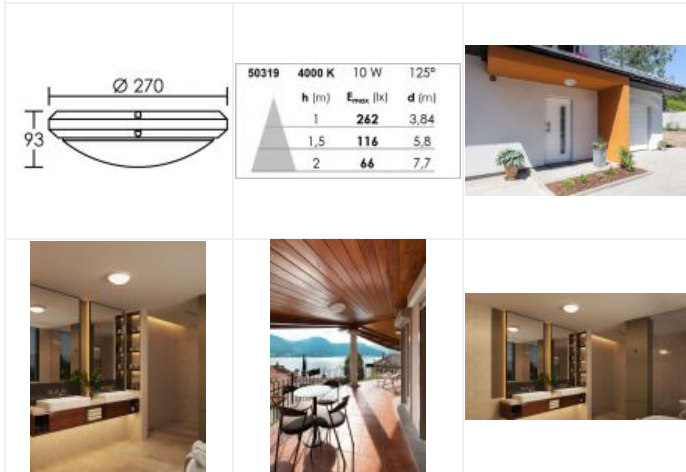 Ø 270
93
50319 4000 K 10 W 125°
h (m) Emax (lx) d (m)
1 262 3,84
1,5 116 5,8
2 66 7,7